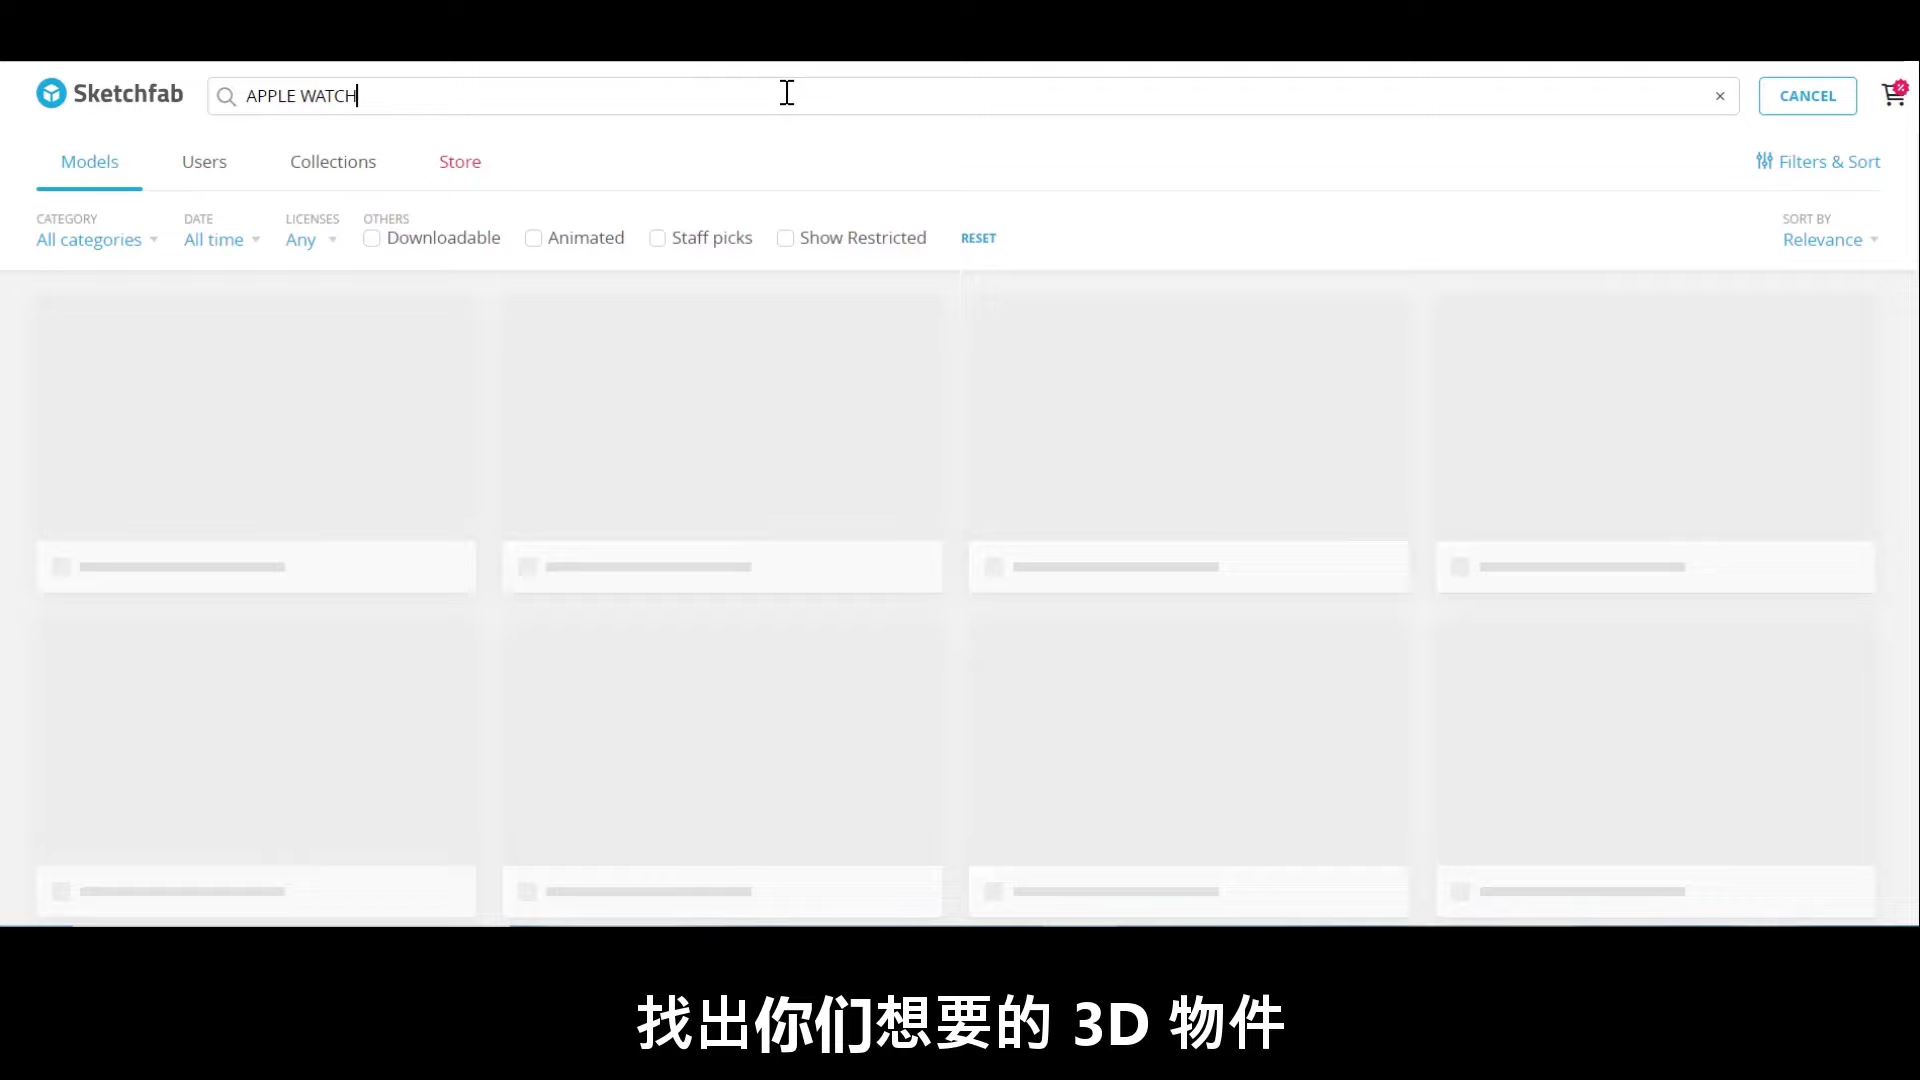 Sketchfab
APPLE WATCH
CANCEL
Models
Users
Collections
Store
Filters & Sort
CATEGORY
All categories
DATE
All time
LICENSES
Any
OTHERS
Downloadable
Animated
Staff picks
Show Restricted
RESET
SORT BY
Relevance
找出你们想要的 3D 物件